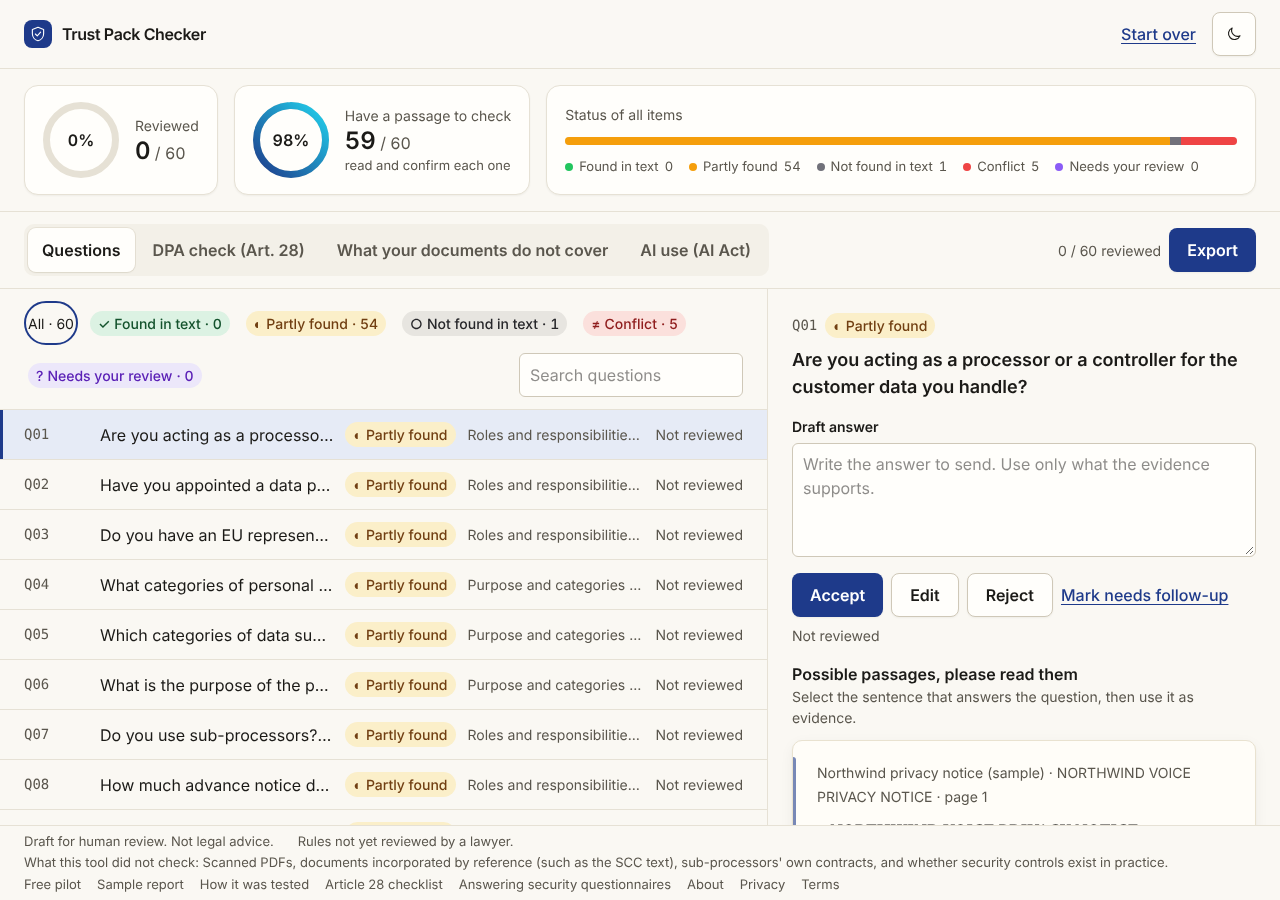 Trust Pack Checker
Start over
0%
Reviewed
0 / 60
98%
Have a passage to check
59 / 60
read and confirm each one
Status of all items
Found in text 0
Partly found 54
Not found in text 1
Conflict 5
Needs your review 0
Questions
DPA check (Art. 28)
What your documents do not cover
AI use (AI Act)
0 / 60 reviewed
Export
All · 60
Found in text · 0
Partly found · 54
Not found in text · 1
≠ Conflict · 5
? Needs your review · 0
Search questions
Q01 Are you acting as a processo... Partly found Roles and responsibilitie... Not reviewed
Q02 Have you appointed a data p... Partly found Roles and responsibilitie... Not reviewed
Q03 Do you have an EU represen... Partly found Roles and responsibilitie... Not reviewed
Q04 What categories of personal ... Partly found Purpose and categories ... Not reviewed
Q05 Which categories of data su... Partly found Purpose and categories ... Not reviewed
Q06 What is the purpose of the p... Partly found Purpose and categories ... Not reviewed
Q07 Do you use sub-processors?... Partly found Roles and responsibilitie... Not reviewed
Q08 How much advance notice d... Partly found Roles and responsibilitie... Not reviewed
Q01 Partly found
Are you acting as a processor or a controller for the
customer data you handle?
Draft answer
Write the answer to send. Use only what the evidence
supports.
Accept
Edit
Reject
Mark needs follow-up
Not reviewed
Possible passages, please read them
Select the sentence that answers the question, then use it as
evidence.
Northwind privacy notice (sample) · NORTHWIND VOICE
PRIVACY NOTICE · page 1
Draft for human review. Not legal advice. Rules not yet reviewed by a lawyer.
What this tool did not check: Scanned PDFs, documents incorporated by reference (such as the SCC text), sub-processors' own contracts, and whether security controls exist in practice.
Free pilot Sample report How it was tested Article 28 checklist Answering security questionnaires About Privacy Terms